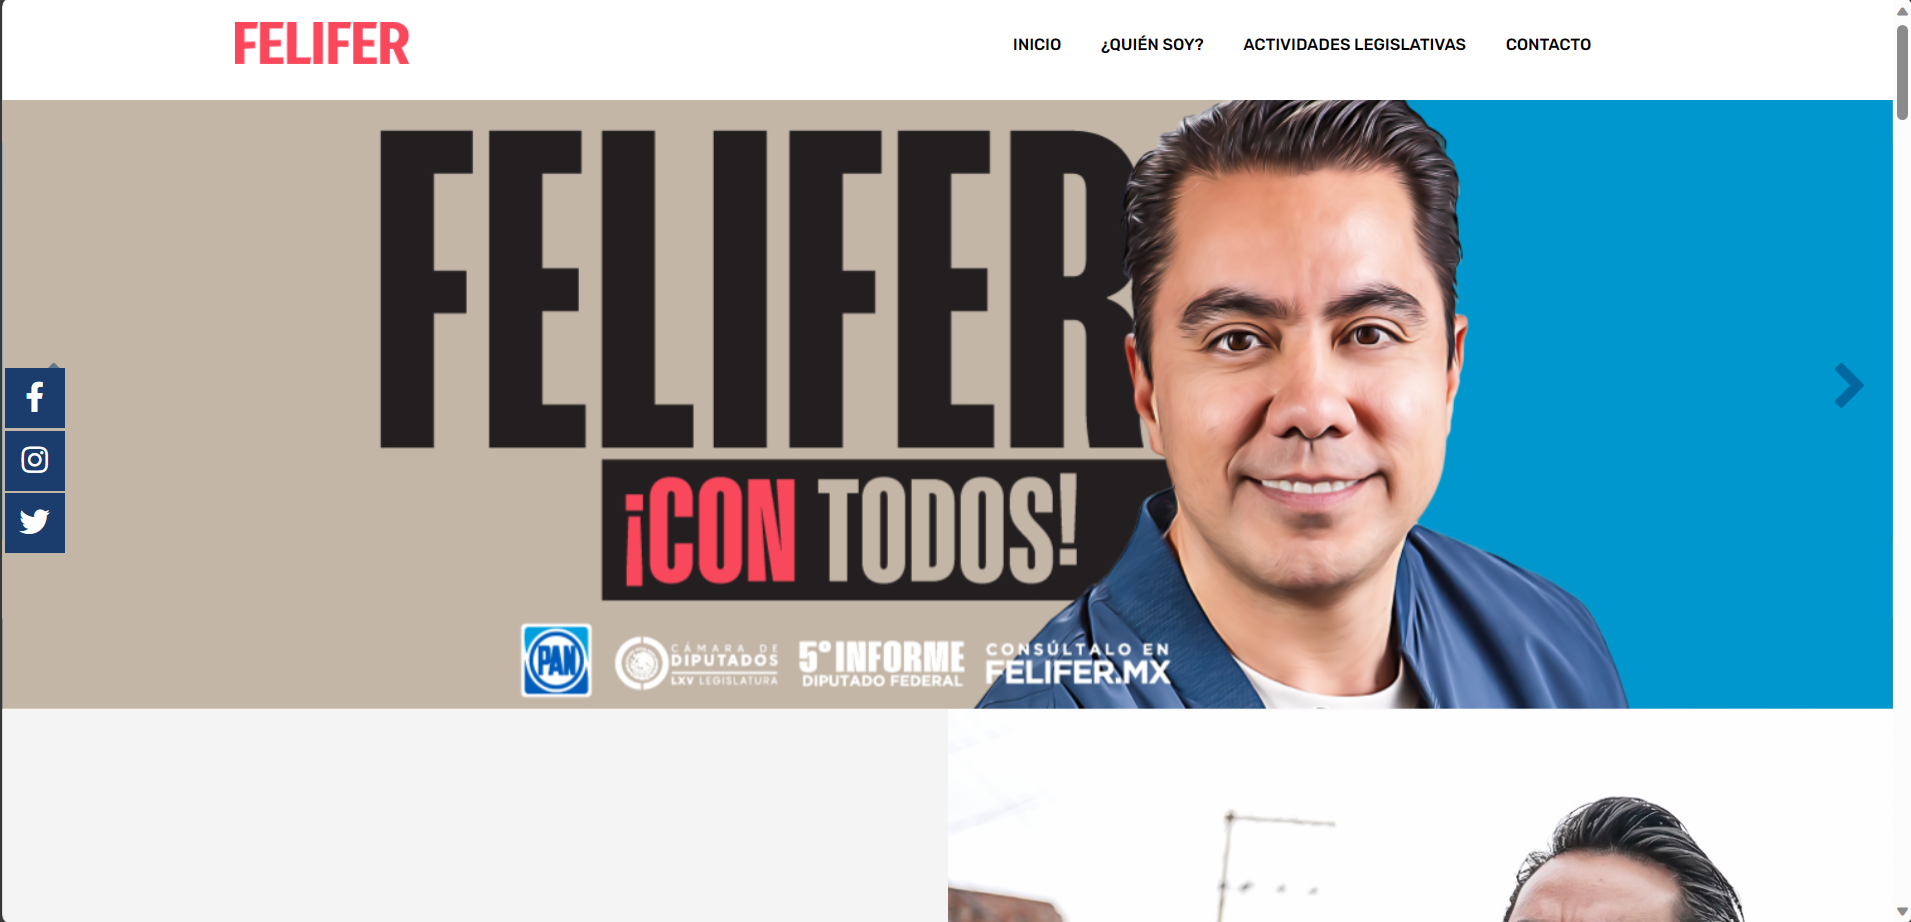 FELIFER
INICIO
¿QUIÉN SOY?
ACTIVIDADES LEGISLATIVAS
CONTACTO
FELIFER
¡CON TODOS!
PAN
CÁMARA DE
DIPUTADOS
LXV LEGISLATURA
5º INFORME
DIPUTADO FEDERAL
CONSÚLTALO EN
FELIFER.MX